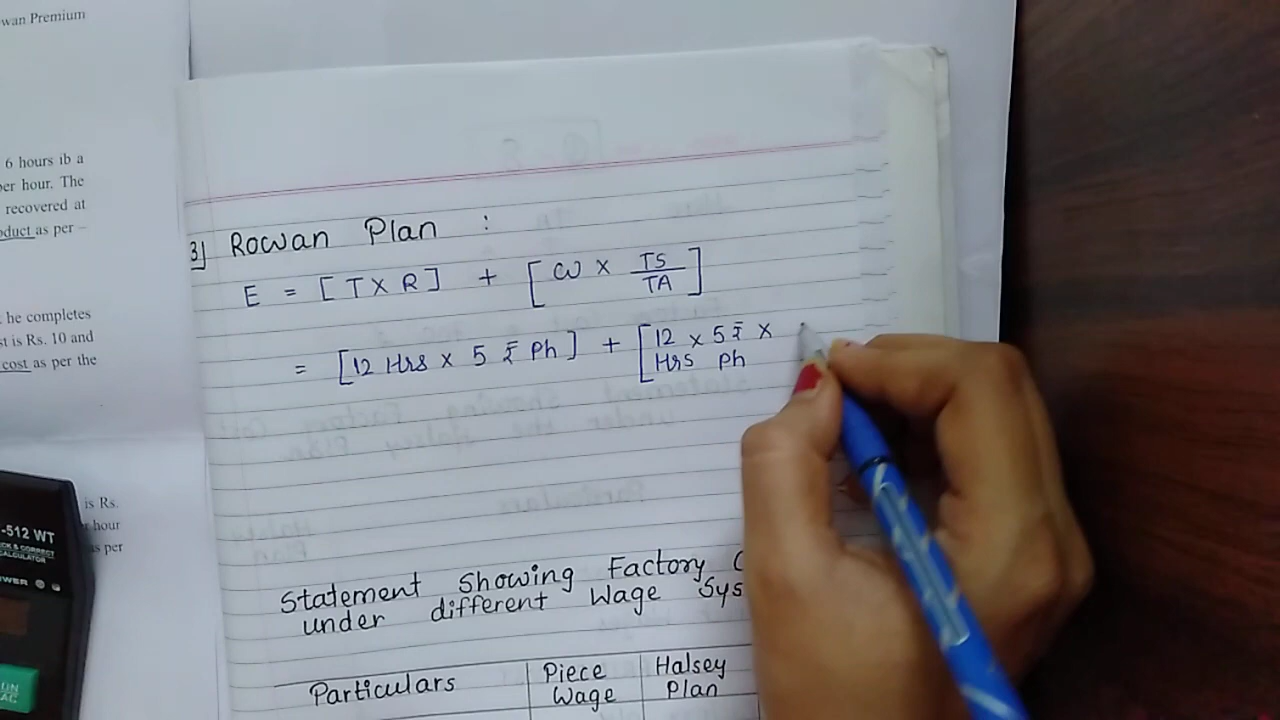 wan Premium
6 hours ib a
er hour. The
recovered at
duct as per –
he completes
st is Rs. 10 and
cost as per the
is Rs.
hour
as per
-512 WT
3] Rowan Plan :
E = [ T X R ] + [ W X TS/TA ]
= [12 Hrs x 5 ₹ Ph ] + [ 12 x 5 ₹ x
Hrs Ph
Statement Showing Factory C
under different Wage Sys
Particulars
Piece
Wage
Halsey
Plan